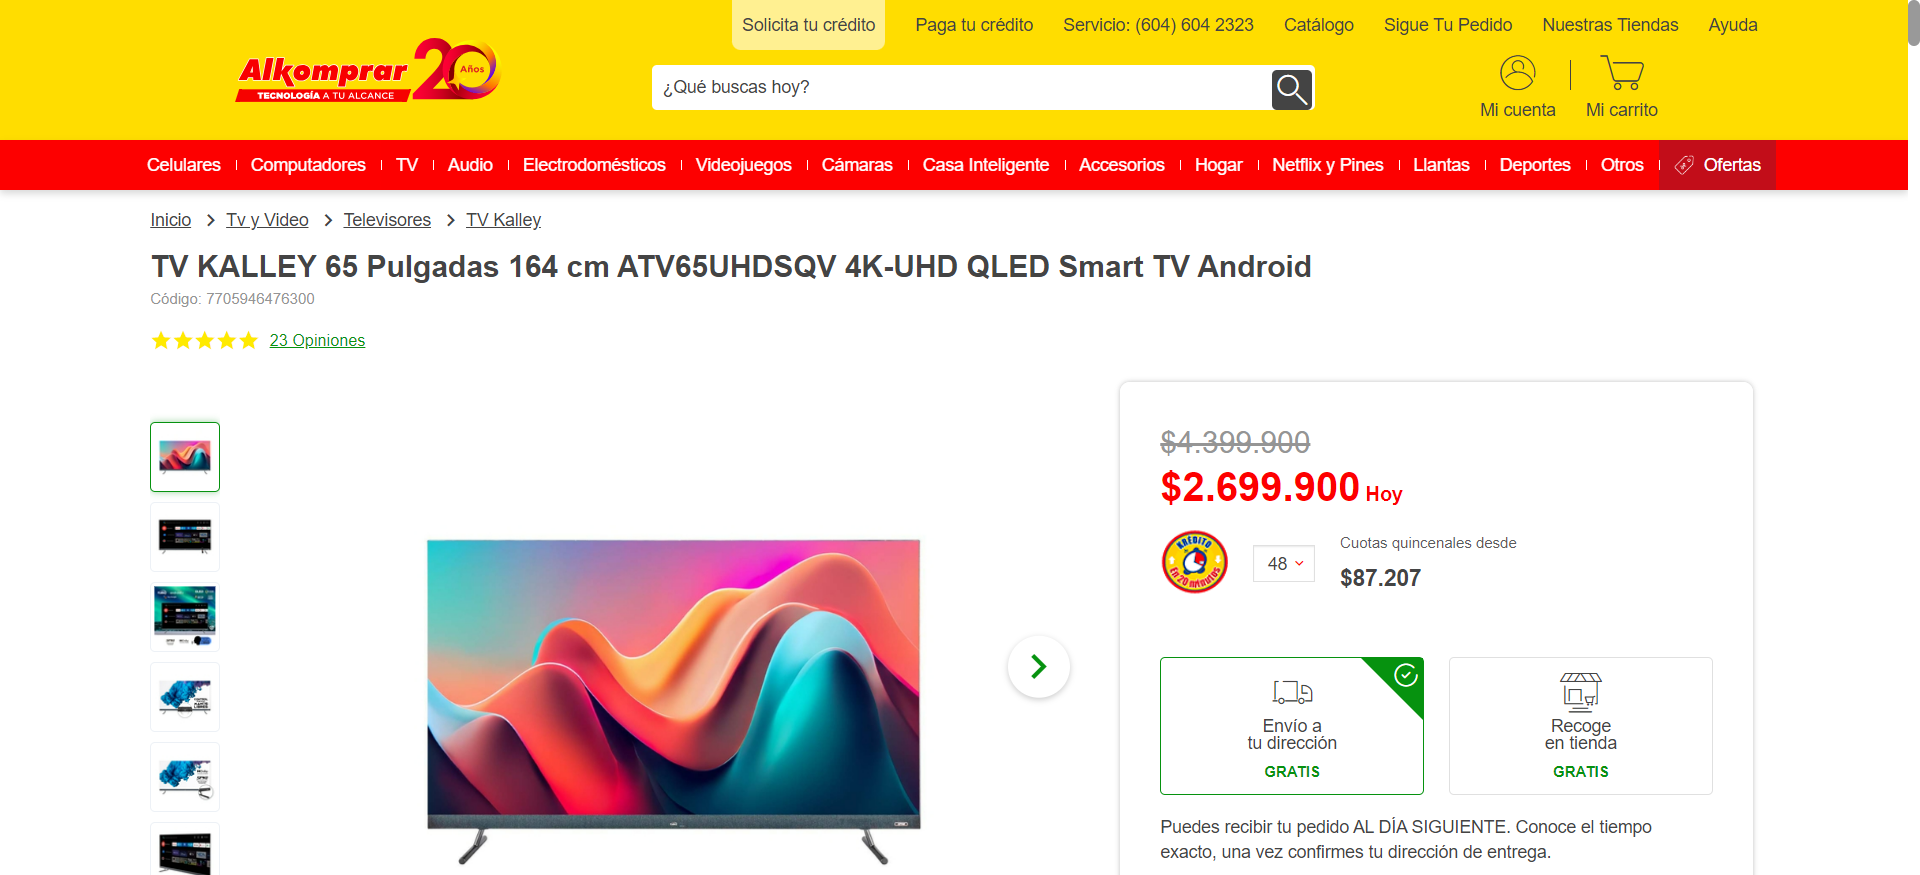 Solicita tu crédito
Paga tu crédito
Servicio: (604) 604 2323
Catálogo
Sigue Tu Pedido
Nuestras Tiendas
Ayuda
Alkomprar
TECNOLOGÍA A TU ALCANCE
20 Años
¿Qué buscas hoy?
Mi cuenta
Mi carrito
Celulares
Computadores
TV
Audio
Electrodomésticos
Videojuegos
Cámaras
Casa Inteligente
Accesorios
Hogar
Netflix y Pines
Llantas
Deportes
Otros
Ofertas
Inicio
Tv y Video
Televisores
TV Kalley
TV KALLEY 65 Pulgadas 164 cm ATV65UHDSQV 4K-UHD QLED Smart TV Android
Código: 7705946476300
23 Opiniones
$4.399.900
$2.699.900 Hoy
KREDITO
En 20 minutos
48
Cuotas quincenales desde
$87.207
Envío a
tu dirección
GRATIS
Recoge
en tienda
GRATIS
Puedes recibir tu pedido AL DÍA SIGUIENTE. Conoce el tiempo
exacto, una vez confirmes tu dirección de entrega.